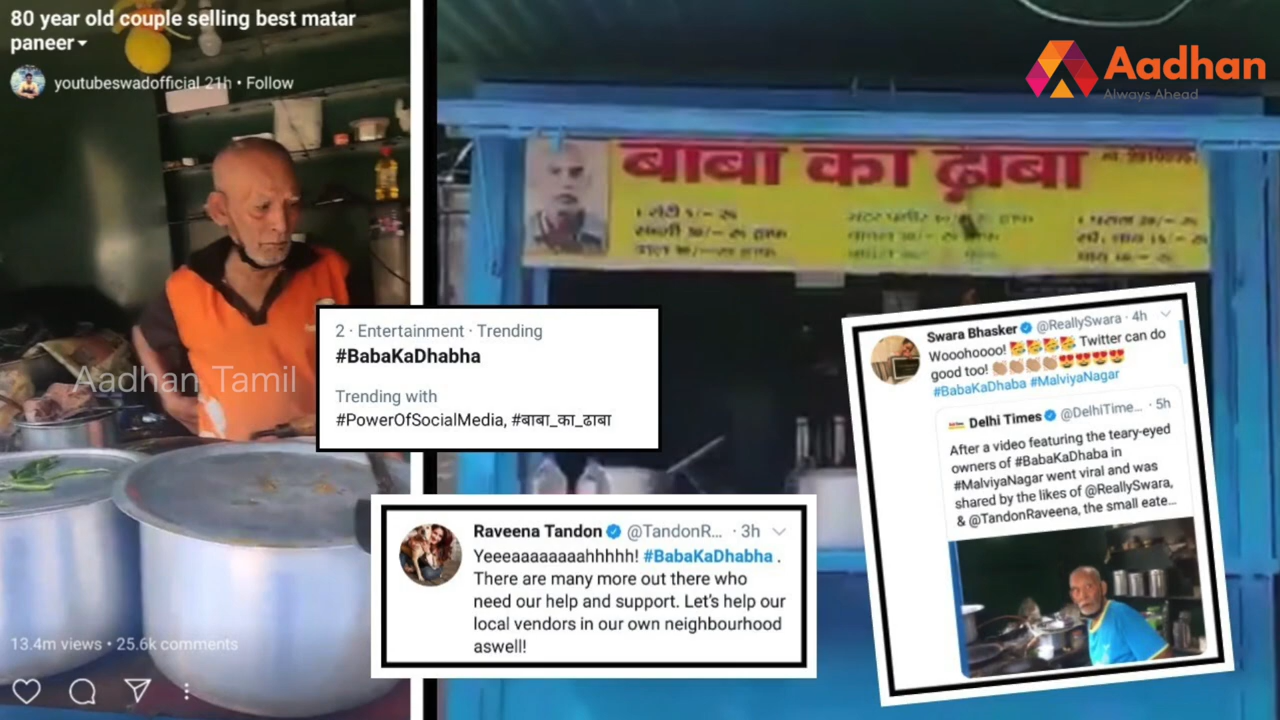 80 year old couple selling best matar
paneer
youtubeswadofficial 21h • Follow
Aadhan
Always Ahead
बाबा का ढ़ाबा
Aadhan Tamil
2 · Entertainment · Trending
#BabaKaDhabha
Trending with
#PowerOfSocialMedia, #बाबा_का_ढाबा
Raveena Tandon @TandonR... · 3h
Yeeeaaaaaaaahhhhh! #BabaKaDhabha .
There are many more out there who
need our help and support. Let's help our
local vendors in our own neighbourhood
aswell!
Swara Bhasker @ReallySwara · 4h
Wooohoooo! 🥰🥰🥰🥰 Twitter can do
good too! 👏🏽👏🏽👏🏽👏🏽😍😍😍😍
#BabaKaDhaba #MalviyaNagar
Delhi Times @DelhiTime... · 5h
After a video featuring the teary-eyed
owners of #BabaKaDhaba in
#MalviyaNagar went viral and was
shared by the likes of @ReallySwara,
& @TandonRaveena, the small eate...
13.4m views • 25.6k comments